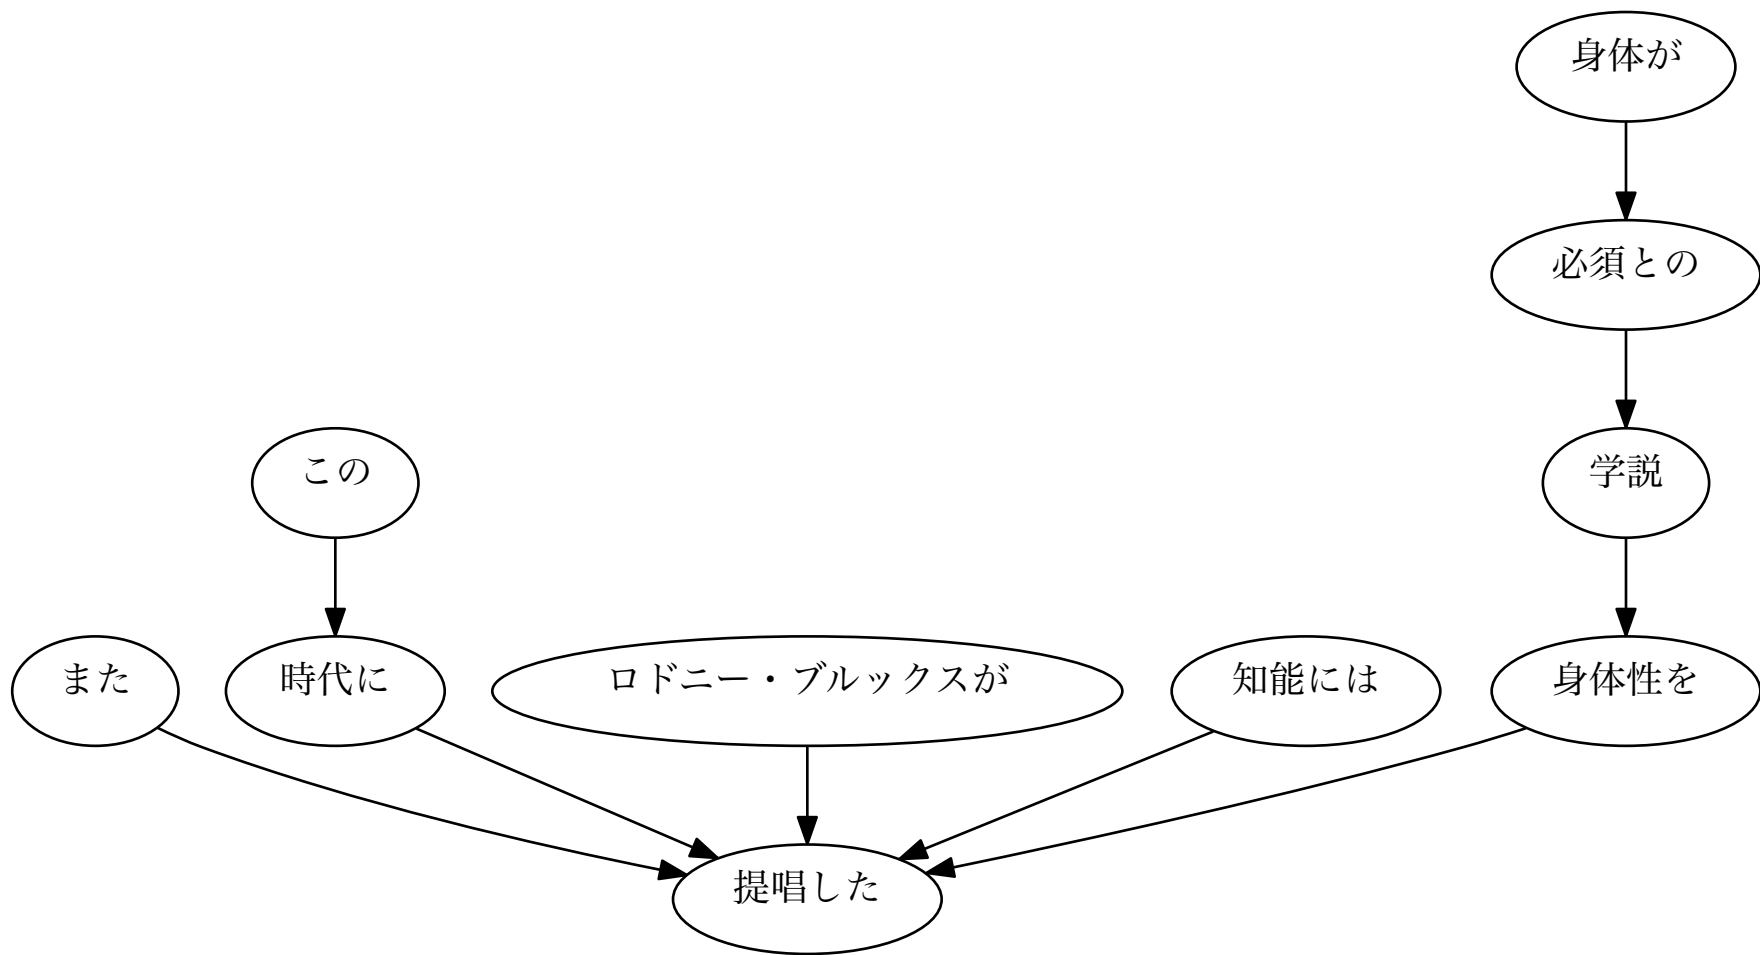 身体が
必須との
この
学説
また
時代に
ロドニー・ブルックスが
知能には
身体性を
提唱した